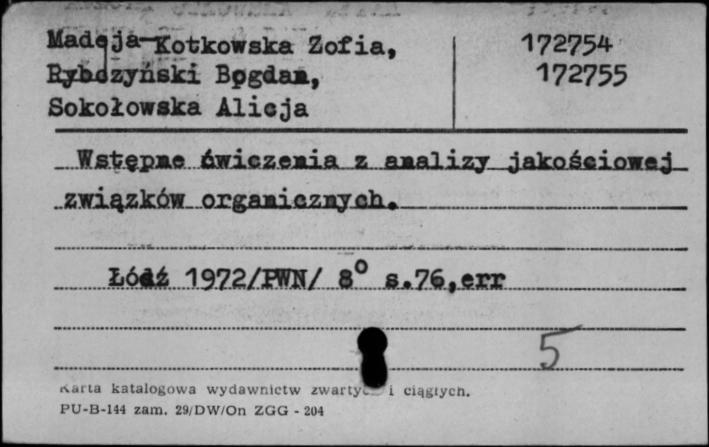 Madeja-Kotkowska Zofia, 172754
Rybczyński Bogdan, 172755
Sokołowska Alicja
Wstępne ćwiczenia z analizy jakościowej
związków organicznych.
Łódź 1972/PWN/ 8° s.76,err
5
Karta katalogowa wydawnictw zwartych i ciągłych.
PU-B-144 zam. 29/DW/On ZGG - 204